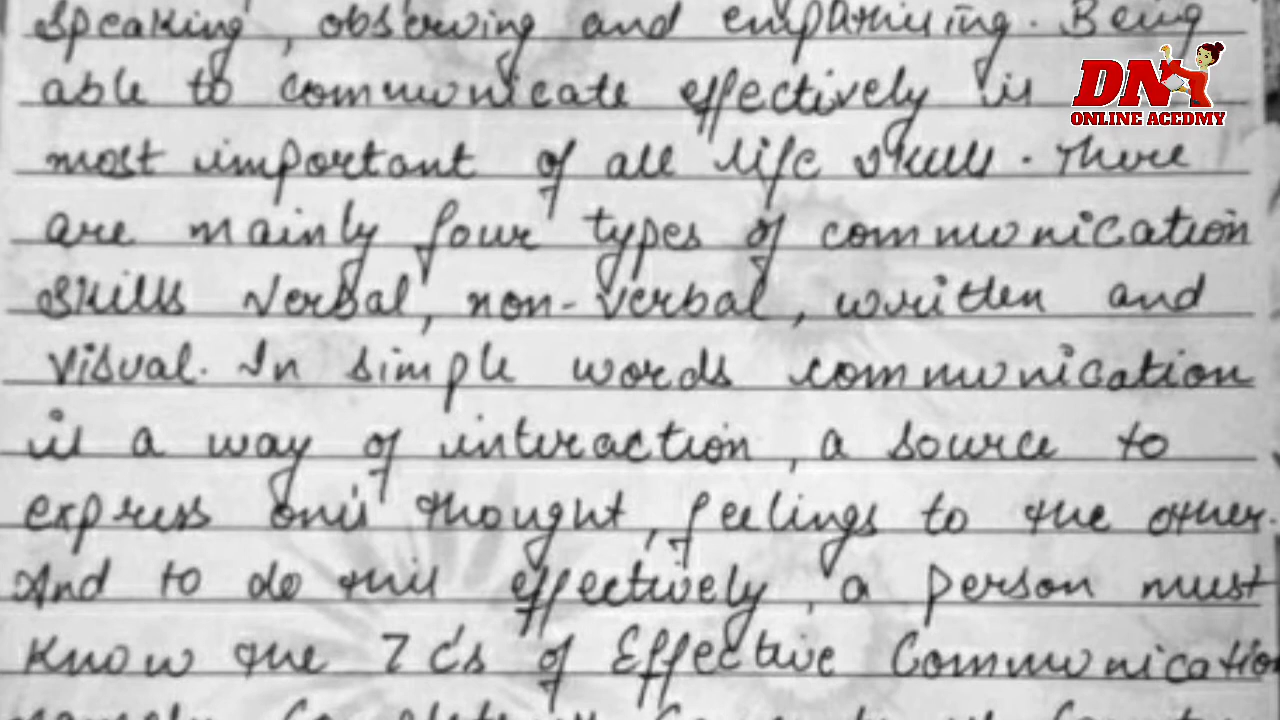 speaking, observing and empathising. Being
able to communicate effectively is
most important of all life skills. There
are mainly four types of communication
skills verbal, non-verbal, written and
visual. In simple words communication
is a way of interaction, a source to
express one's thought, feelings to the other.
And to do this effectively, a person must
know the 7 C's of Effective Communication
DNY
ONLINE ACEDMY